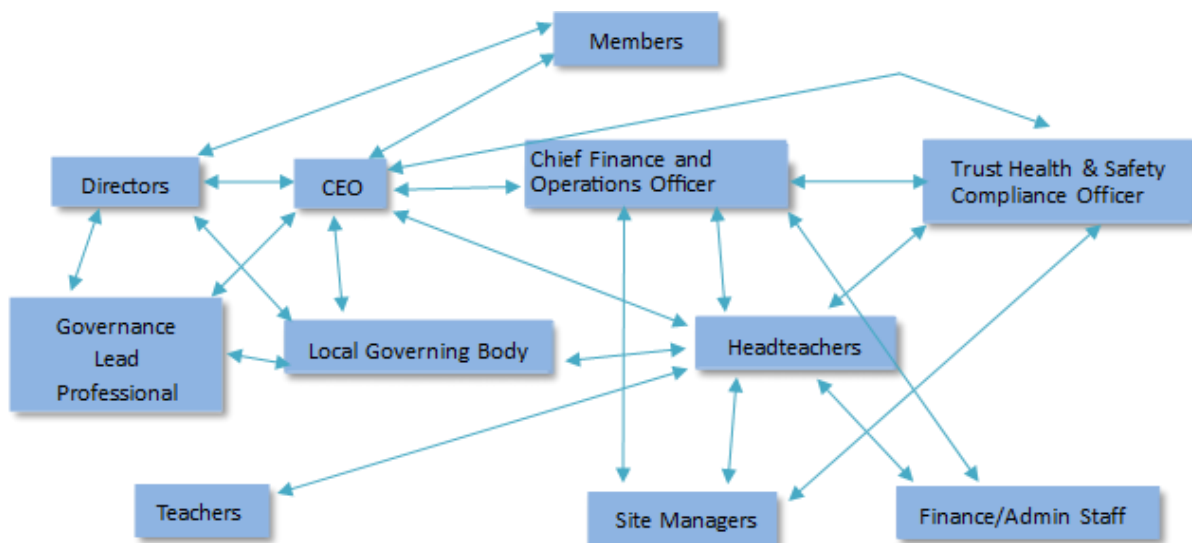 Members
Directors
CEO
Chief Finance and
Operations Officer
Trust Health & Safety
Compliance Officer
Governance
Lead
Professional
Local Governing Body
Headteachers
Teachers
Site Managers
Finance/Admin Staff